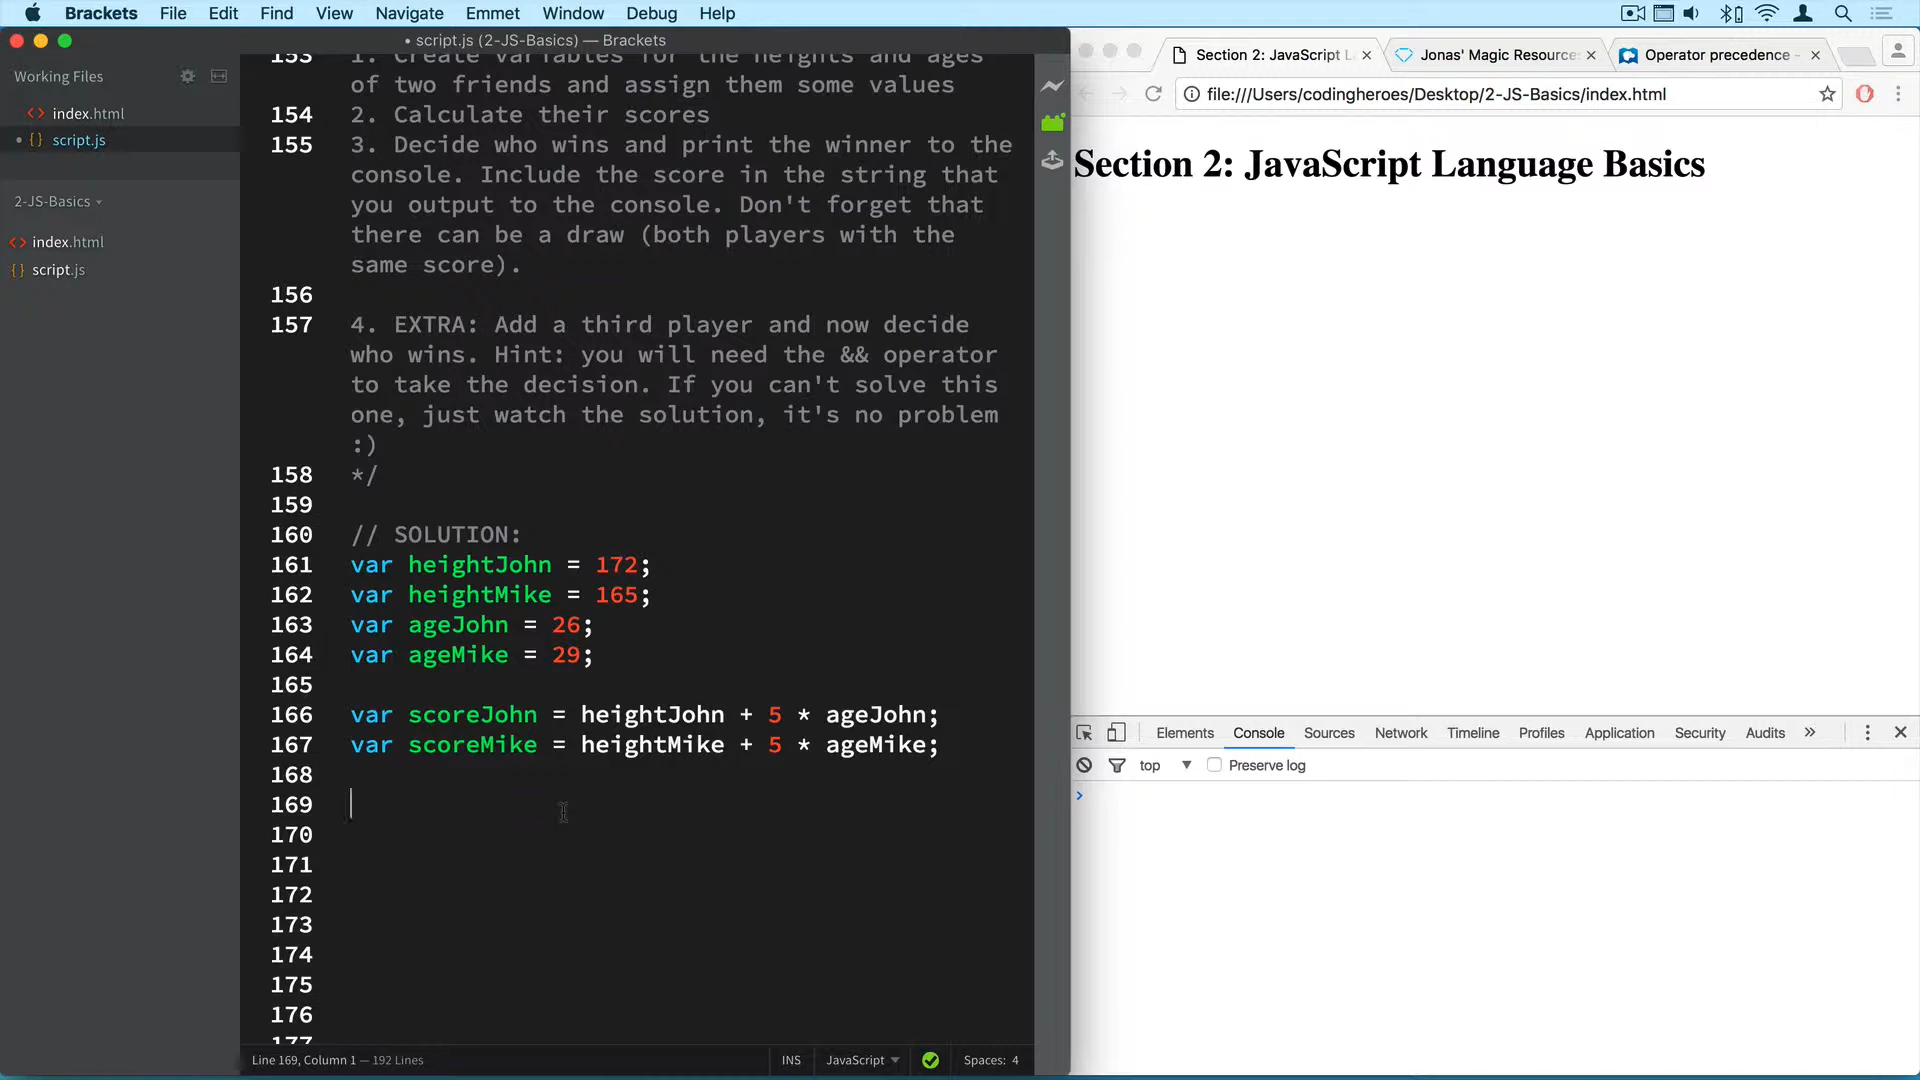 Brackets File Edit Find View Navigate Emmet Window Debug Help
• script.js (2-JS-Basics) — Brackets
Working Files
<> index.html
• {} script.js
2-JS-Basics
<> index.html
{} script.js
153 1. Create variables for the heights and ages
of two friends and assign them some values
154 2. Calculate their scores
155 3. Decide who wins and print the winner to the
console. Include the score in the string that
you output to the console. Don't forget that
there can be a draw (both players with the
same score).
156
157 4. EXTRA: Add a third player and now decide
who wins. Hint: you will need the && operator
to take the decision. If you can't solve this
one, just watch the solution, it's no problem
:)
158 */
159
160 // SOLUTION:
161 var heightJohn = 172;
162 var heightMike = 165;
163 var ageJohn = 26;
164 var ageMike = 29;
165
166 var scoreJohn = heightJohn + 5 * ageJohn;
167 var scoreMike = heightMike + 5 * ageMike;
168
169
170
171
172
173
174
175
176
177
Line 169, Column 1 — 192 Lines
INS JavaScript Spaces: 4
Section 2: JavaScript L
Jonas' Magic Resource
Operator precedence -
file:///Users/codingheroes/Desktop/2-JS-Basics/index.html
Section 2: JavaScript Language Basics
Elements Console Sources Network Timeline Profiles Application Security Audits »
top Preserve log
>